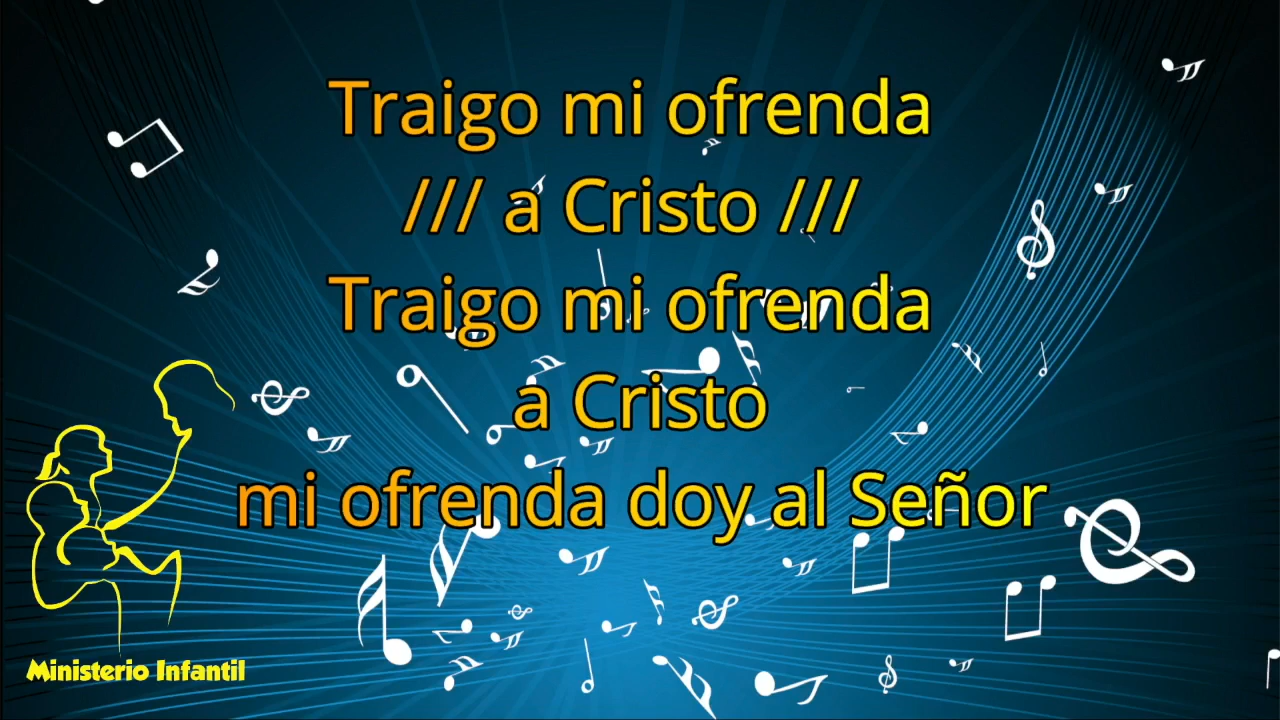 Traigo mi ofrenda
/// a Cristo ///
Traigo mi ofrenda
a Cristo
mi ofrenda doy al Señor
Ministerio Infantil